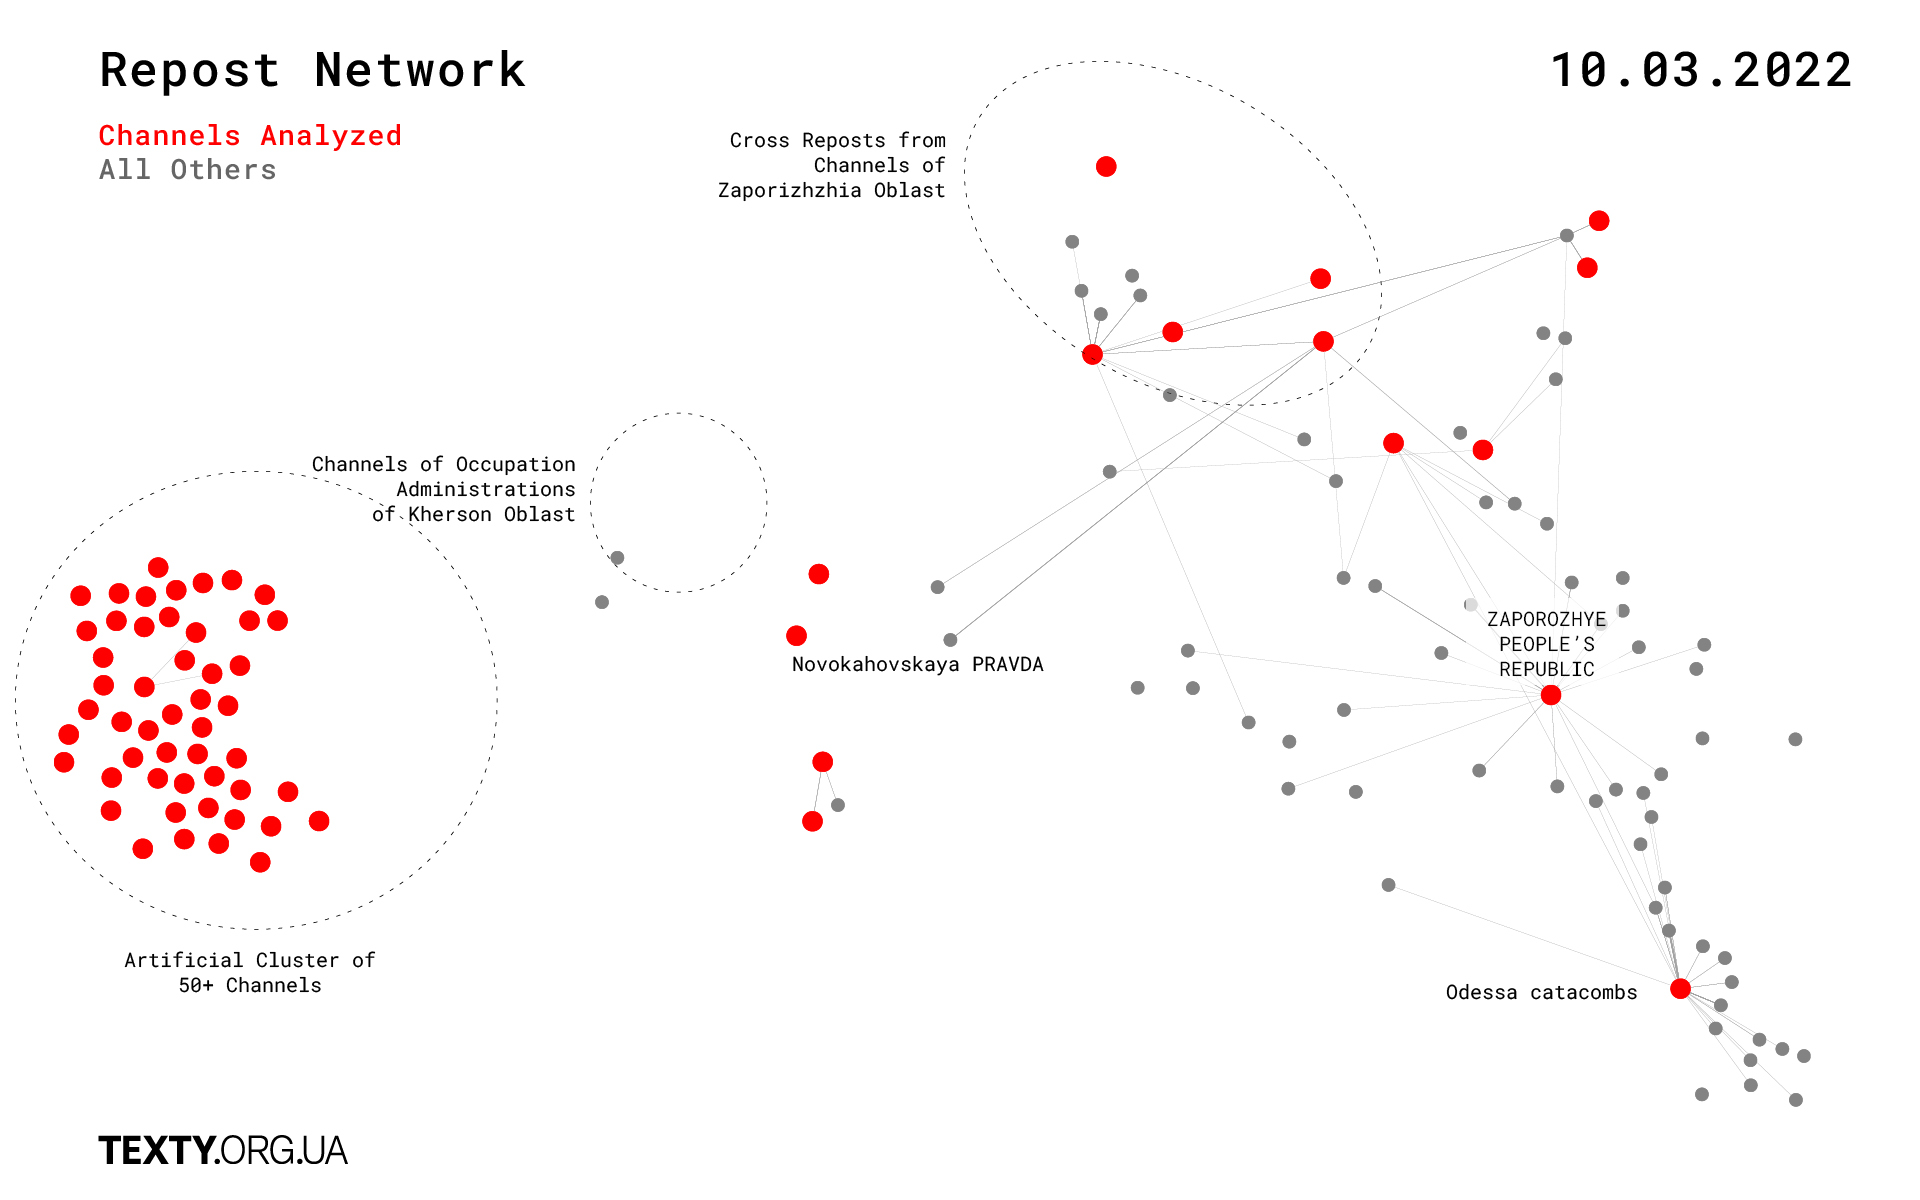 Repost Network
10.03.2022
Channels Analyzed
All Others
Cross Reposts from
Channels of
Zaporizhzhia Oblast
Channels of Occupation
Administrations
of Kherson Oblast
ZAPOROZHYE
PEOPLE’S
REPUBLIC
Novokahovskaya PRAVDA
Artificial Cluster of
50+ Channels
Odessa catacombs
TEXTY.ORG.UA